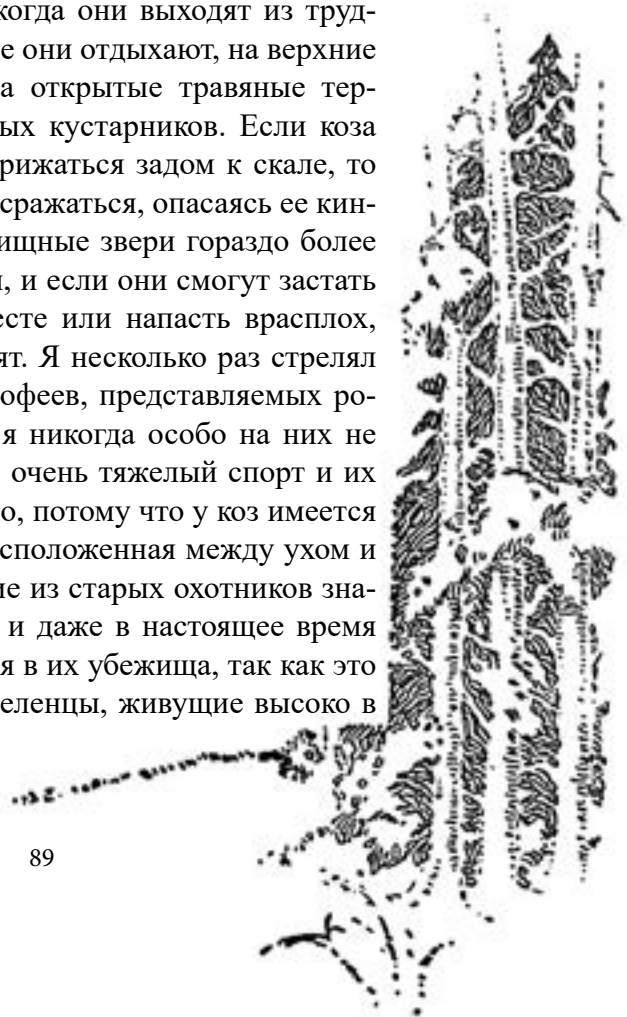 когда они выходят из труд-
е они отдыхают, на верхние
а открытые травяные тер-
ых кустарников. Если коза
рижаться задом к скале, то
сражаться, опасаясь ее кин-
ищные звери гораздо более
и, и если они смогут застать
есте или напасть врасплох,
ят. Я несколько раз стрелял
офеев, представляемых ро-
я никогда особо на них не
очень тяжелый спорт и их
о, потому что у коз имеется
сположенная между ухом и
ие из старых охотников зна-
и даже в настоящее время
я в их убежища, так как это
еленцы, живущие высоко в
89